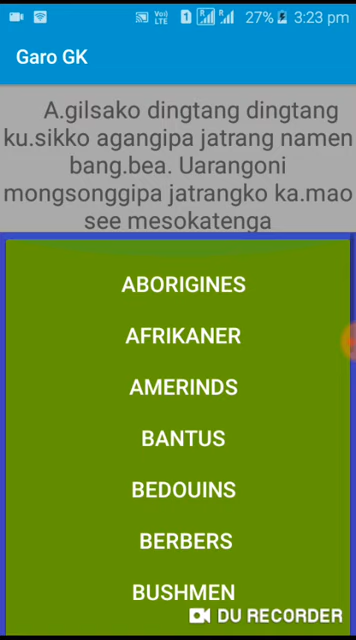 Vo)) LTE 1 R R 27% 3:23 pm
Garo GK
A.gilsako dingtang dingtang
ku.sikko agangipa jatrang namen
bang.bea. Uarangoni
mongsonggipa jatrangko ka.mao
see mesokatenga
ABORIGINES
AFRIKANER
AMERINDS
BANTUS
BEDOUINS
BERBERS
BUSHMEN
DU RECORDER